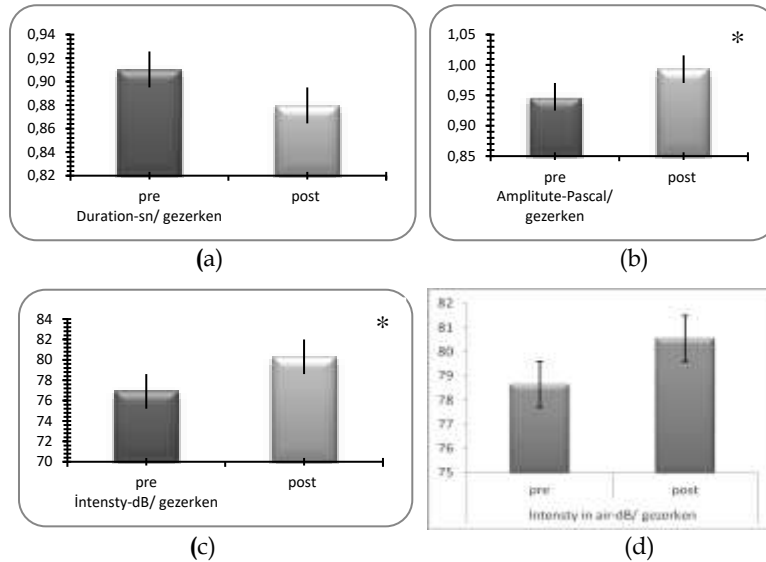 0,94
0,92
0,90
0,88
0,86
0,84
0,82
pre post
Duration-sn/ gezerken
(a)
1,05
1,00
0,95
0,90
0,85
*
pre post
Amplitute-Pascal/
gezerken
(b)
84
82
80
78
76
74
72
70
*
pre post
İntensty-dB/ gezerken
(c)
82
81
80
79
78
77
76
75
pre post
İntensty in air-dB/ gezerken
(d)